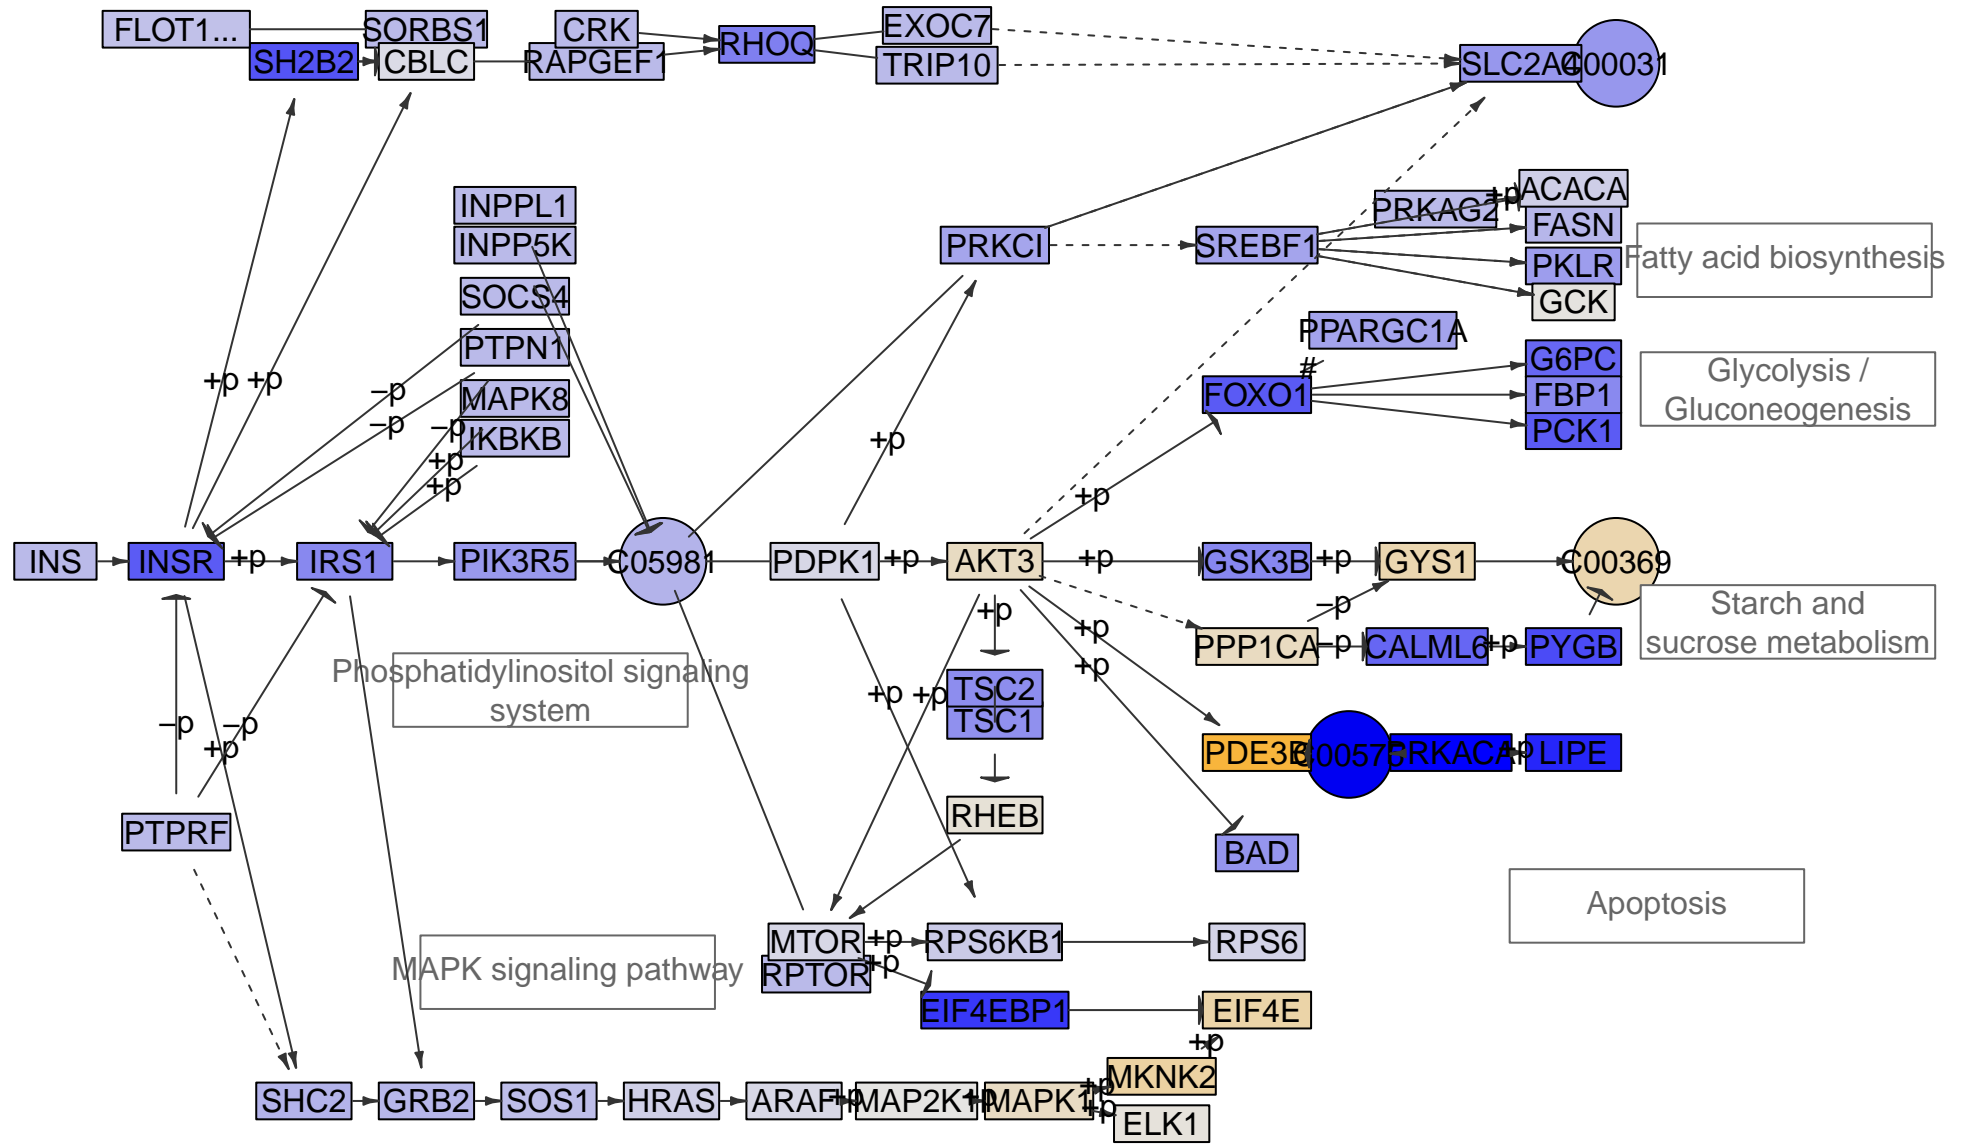 FLOT1...
SORBS1
CRK
EXOC7
SH2B2
CBLC
RAPGEF1
RHOQ
TRIP10
SLC2A4
C00031
INPPL1
INPP5K
SOCS4
PTPN1
MAPK8
IKBKB
PRKCI
SREBF1
PRKAG2
+p
ACACA
FASN
PKLR
GCK
Fatty acid biosynthesis
PPARGC1A
#
FOXO1
G6PC
FBP1
PCK1
Glycolysis /
Gluconeogenesis
+p
+p
−p
−p
−p
+p
+p
+p
+p
INS
INSR
+p
IRS1
PIK3R5
C05981
PDPK1
+p
AKT3
+p
GSK3B
+p
GYS1
C00369
−p
PPP1CA
−p
CALML6
+p
PYGB
Starch and
sucrose metabolism
+p
+p
+p
Phosphatidylinositol signaling
system
−p
+p
−p
+p
+p
TSC2
TSC1
PDE3B
C00575
PRKACA
+p
LIPE
PTPRF
RHEB
BAD
Apoptosis
MAPK signaling pathway
MTOR
RPTOR
+p
+p
RPS6KB1
RPS6
EIF4EBP1
EIF4E
+p
SHC2
GRB2
SOS1
HRAS
ARAF
+p
MAP2K1
+p
MAPK1
+p
+p
MKNK2
ELK1